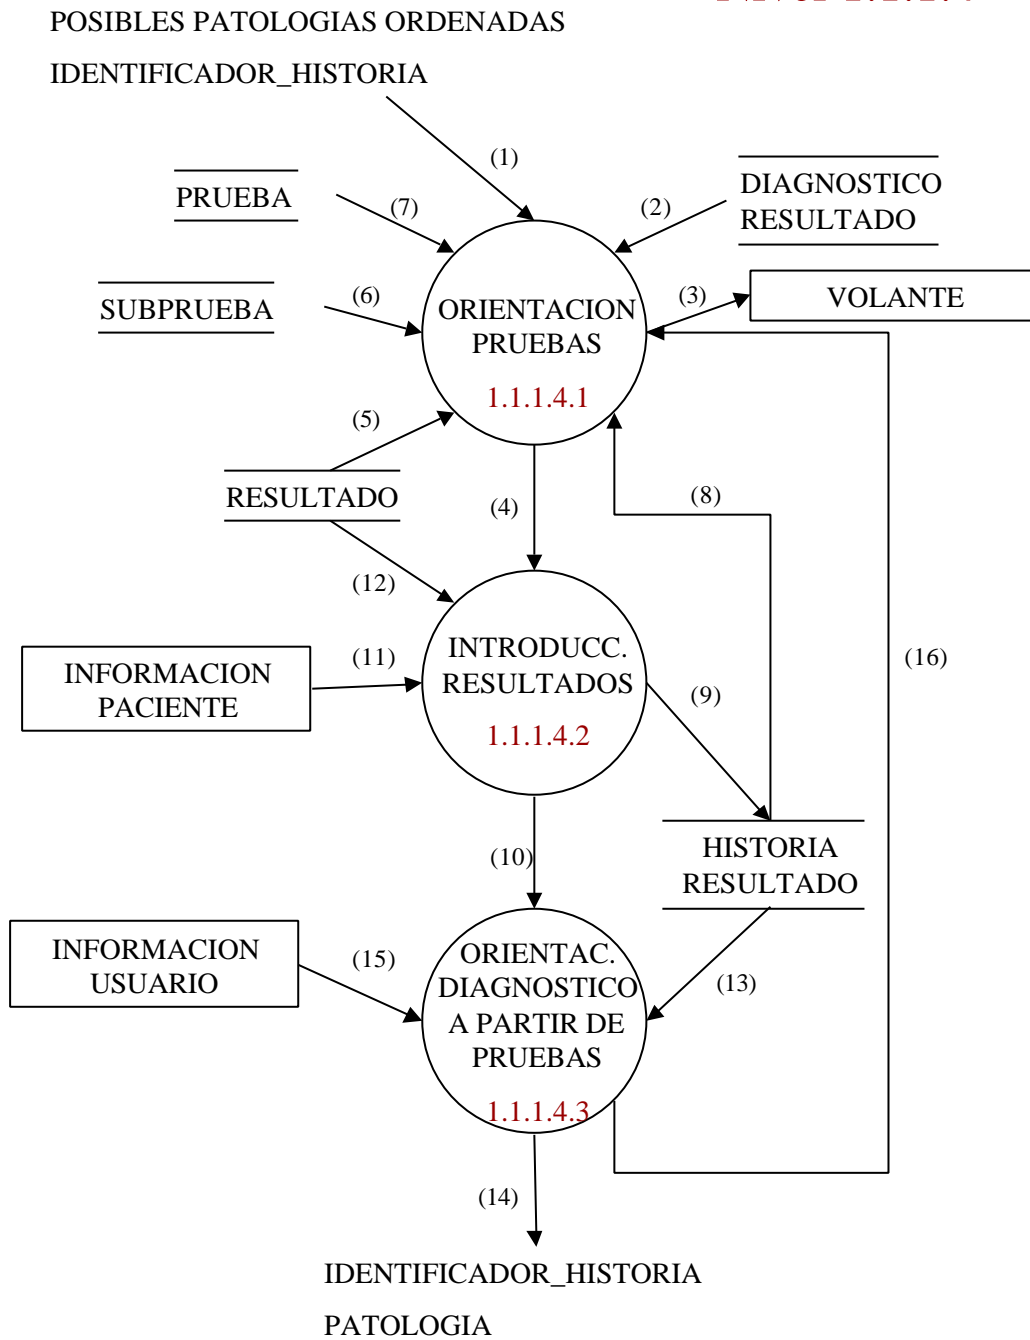 POSIBLES PATOLOGIAS ORDENADAS
IDENTIFICADOR_HISTORIA
(1)
PRUEBA
(7)
(2)
DIAGNOSTICO
RESULTADO
SUBPRUEBA
(6)
ORIENTACION
PRUEBAS
1.1.1.4.1
(3)
VOLANTE
(5)
RESULTADO
(4)
(8)
(12)
INFORMACION
PACIENTE
(11)
INTRODUCC.
RESULTADOS
1.1.1.4.2
(9)
(16)
(10)
HISTORIA
RESULTADO
INFORMACION
USUARIO
(15)
ORIENTAC.
DIAGNOSTICO
A PARTIR DE
PRUEBAS
1.1.1.4.3
(13)
(14)
IDENTIFICADOR_HISTORIA
PATOLOGIA